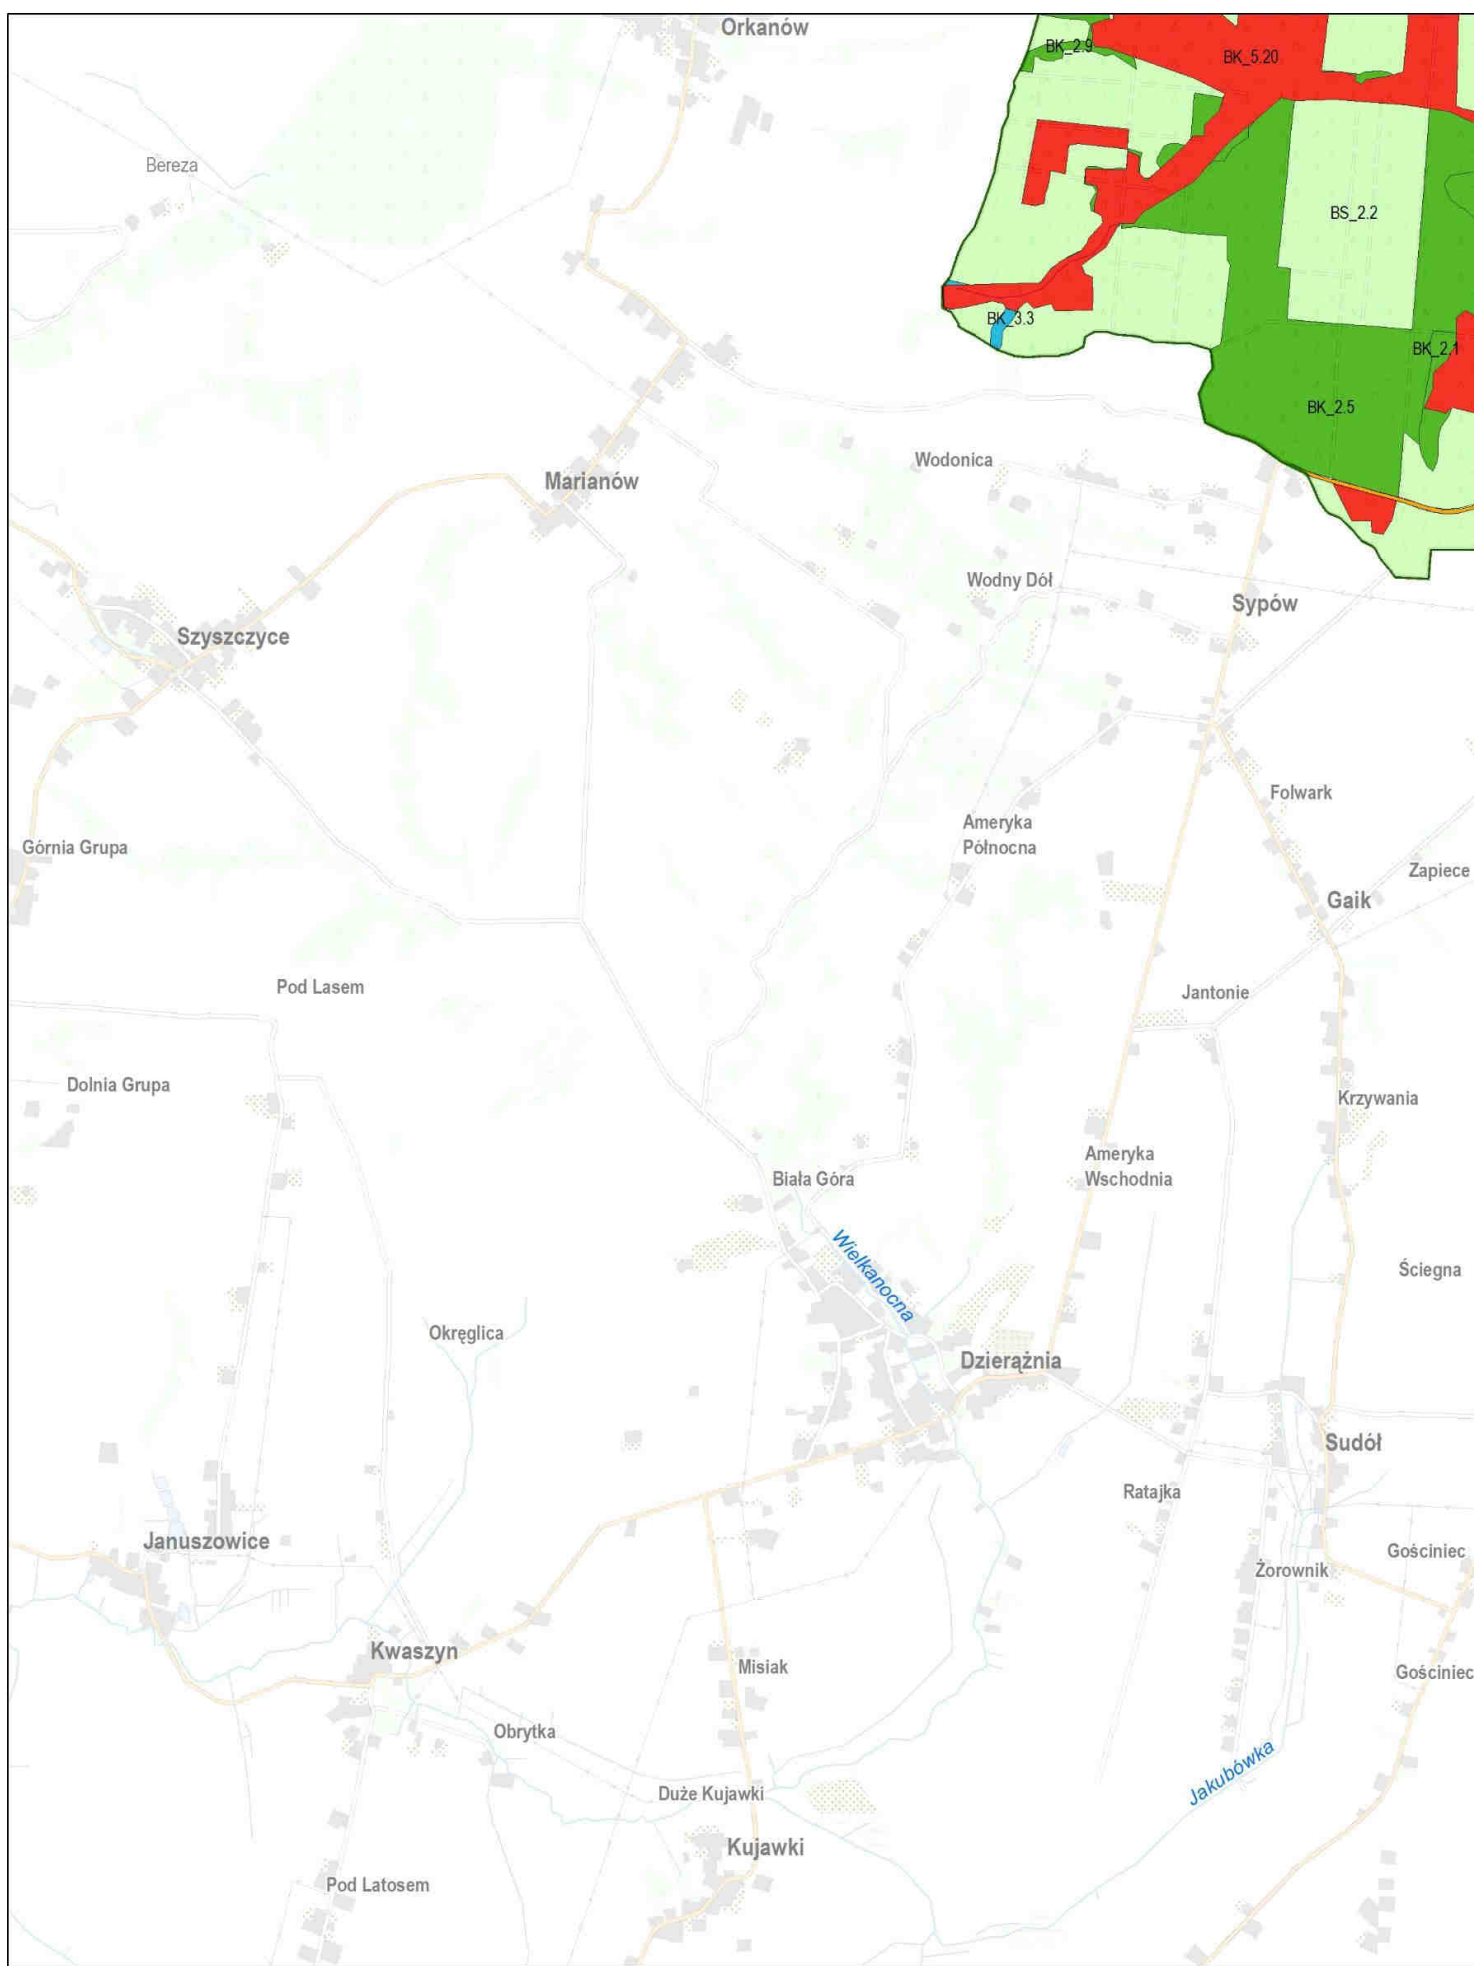 Orkanów
BK_2.9
BK_5.20
Bereza
BS_2.2
BK_3.3
BK_2.1
BK_2.5
Wodonica
Marianów
Wodny Dół
Sypów
Szyszczyce
Folwark
Ameryka
Północna
Górnia Grupa
Zapiece
Gaik
Pod Lasem
Jantonie
Dolnia Grupa
Krzywania
Ameryka
Wschodnia
Biała Góra
Wielkanocna
Ściegna
Okręglica
Dzierążnia
Sudół
Ratajka
Januszowice
Gościniec
Żorownik
Kwaszyn
Misiak
Gościniec
Obrytka
Jakubówka
Duże Kujawki
Kujawki
Pod Latosem